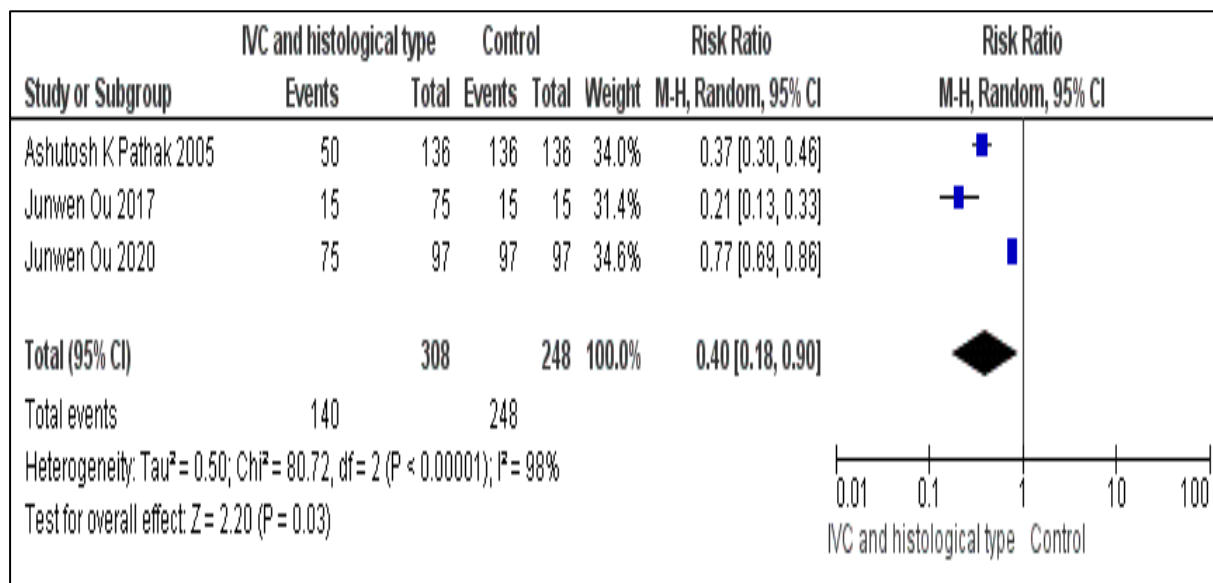 IVC and histological type Control Risk Ratio Risk Ratio
Study or Subgroup Events Total Events Total Weight M-H, Random, 95% CI M-H, Random, 95% CI
Ashutosh K Pathak 2005 50 136 136 136 34.0% 0.37 [0.30, 0.46]
Junwen Ou 2017 15 75 15 15 31.4% 0.21 [0.13, 0.33]
Junwen Ou 2020 75 97 97 97 34.6% 0.77 [0.69, 0.86]
Total (95% CI) 308 248 100.0% 0.40 [0.18, 0.90]
Total events 140 248
Heterogeneity: Tau² = 0.50; Chi² = 80.72, df = 2 (P < 0.00001); I² = 98%
Test for overall effect: Z = 2.20 (P = 0.03)
0.01 0.1 1 10 100
IVC and histological type Control